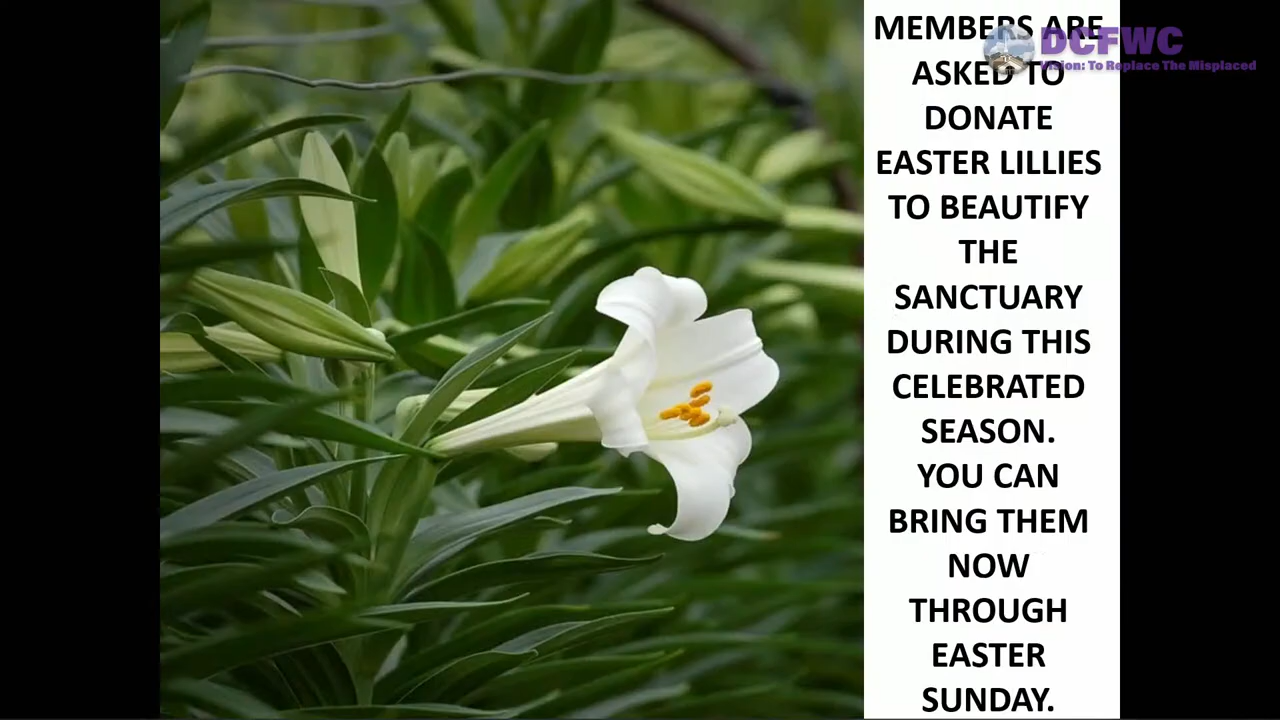 MEMBERS ARE
ASKED TO
DONATE
EASTER LILLIES
TO BEAUTIFY
THE
SANCTUARY
DURING THIS
CELEBRATED
SEASON.
YOU CAN
BRING THEM
NOW
THROUGH
EASTER
SUNDAY.
DCFWC
Vision: To Replace The Misplaced